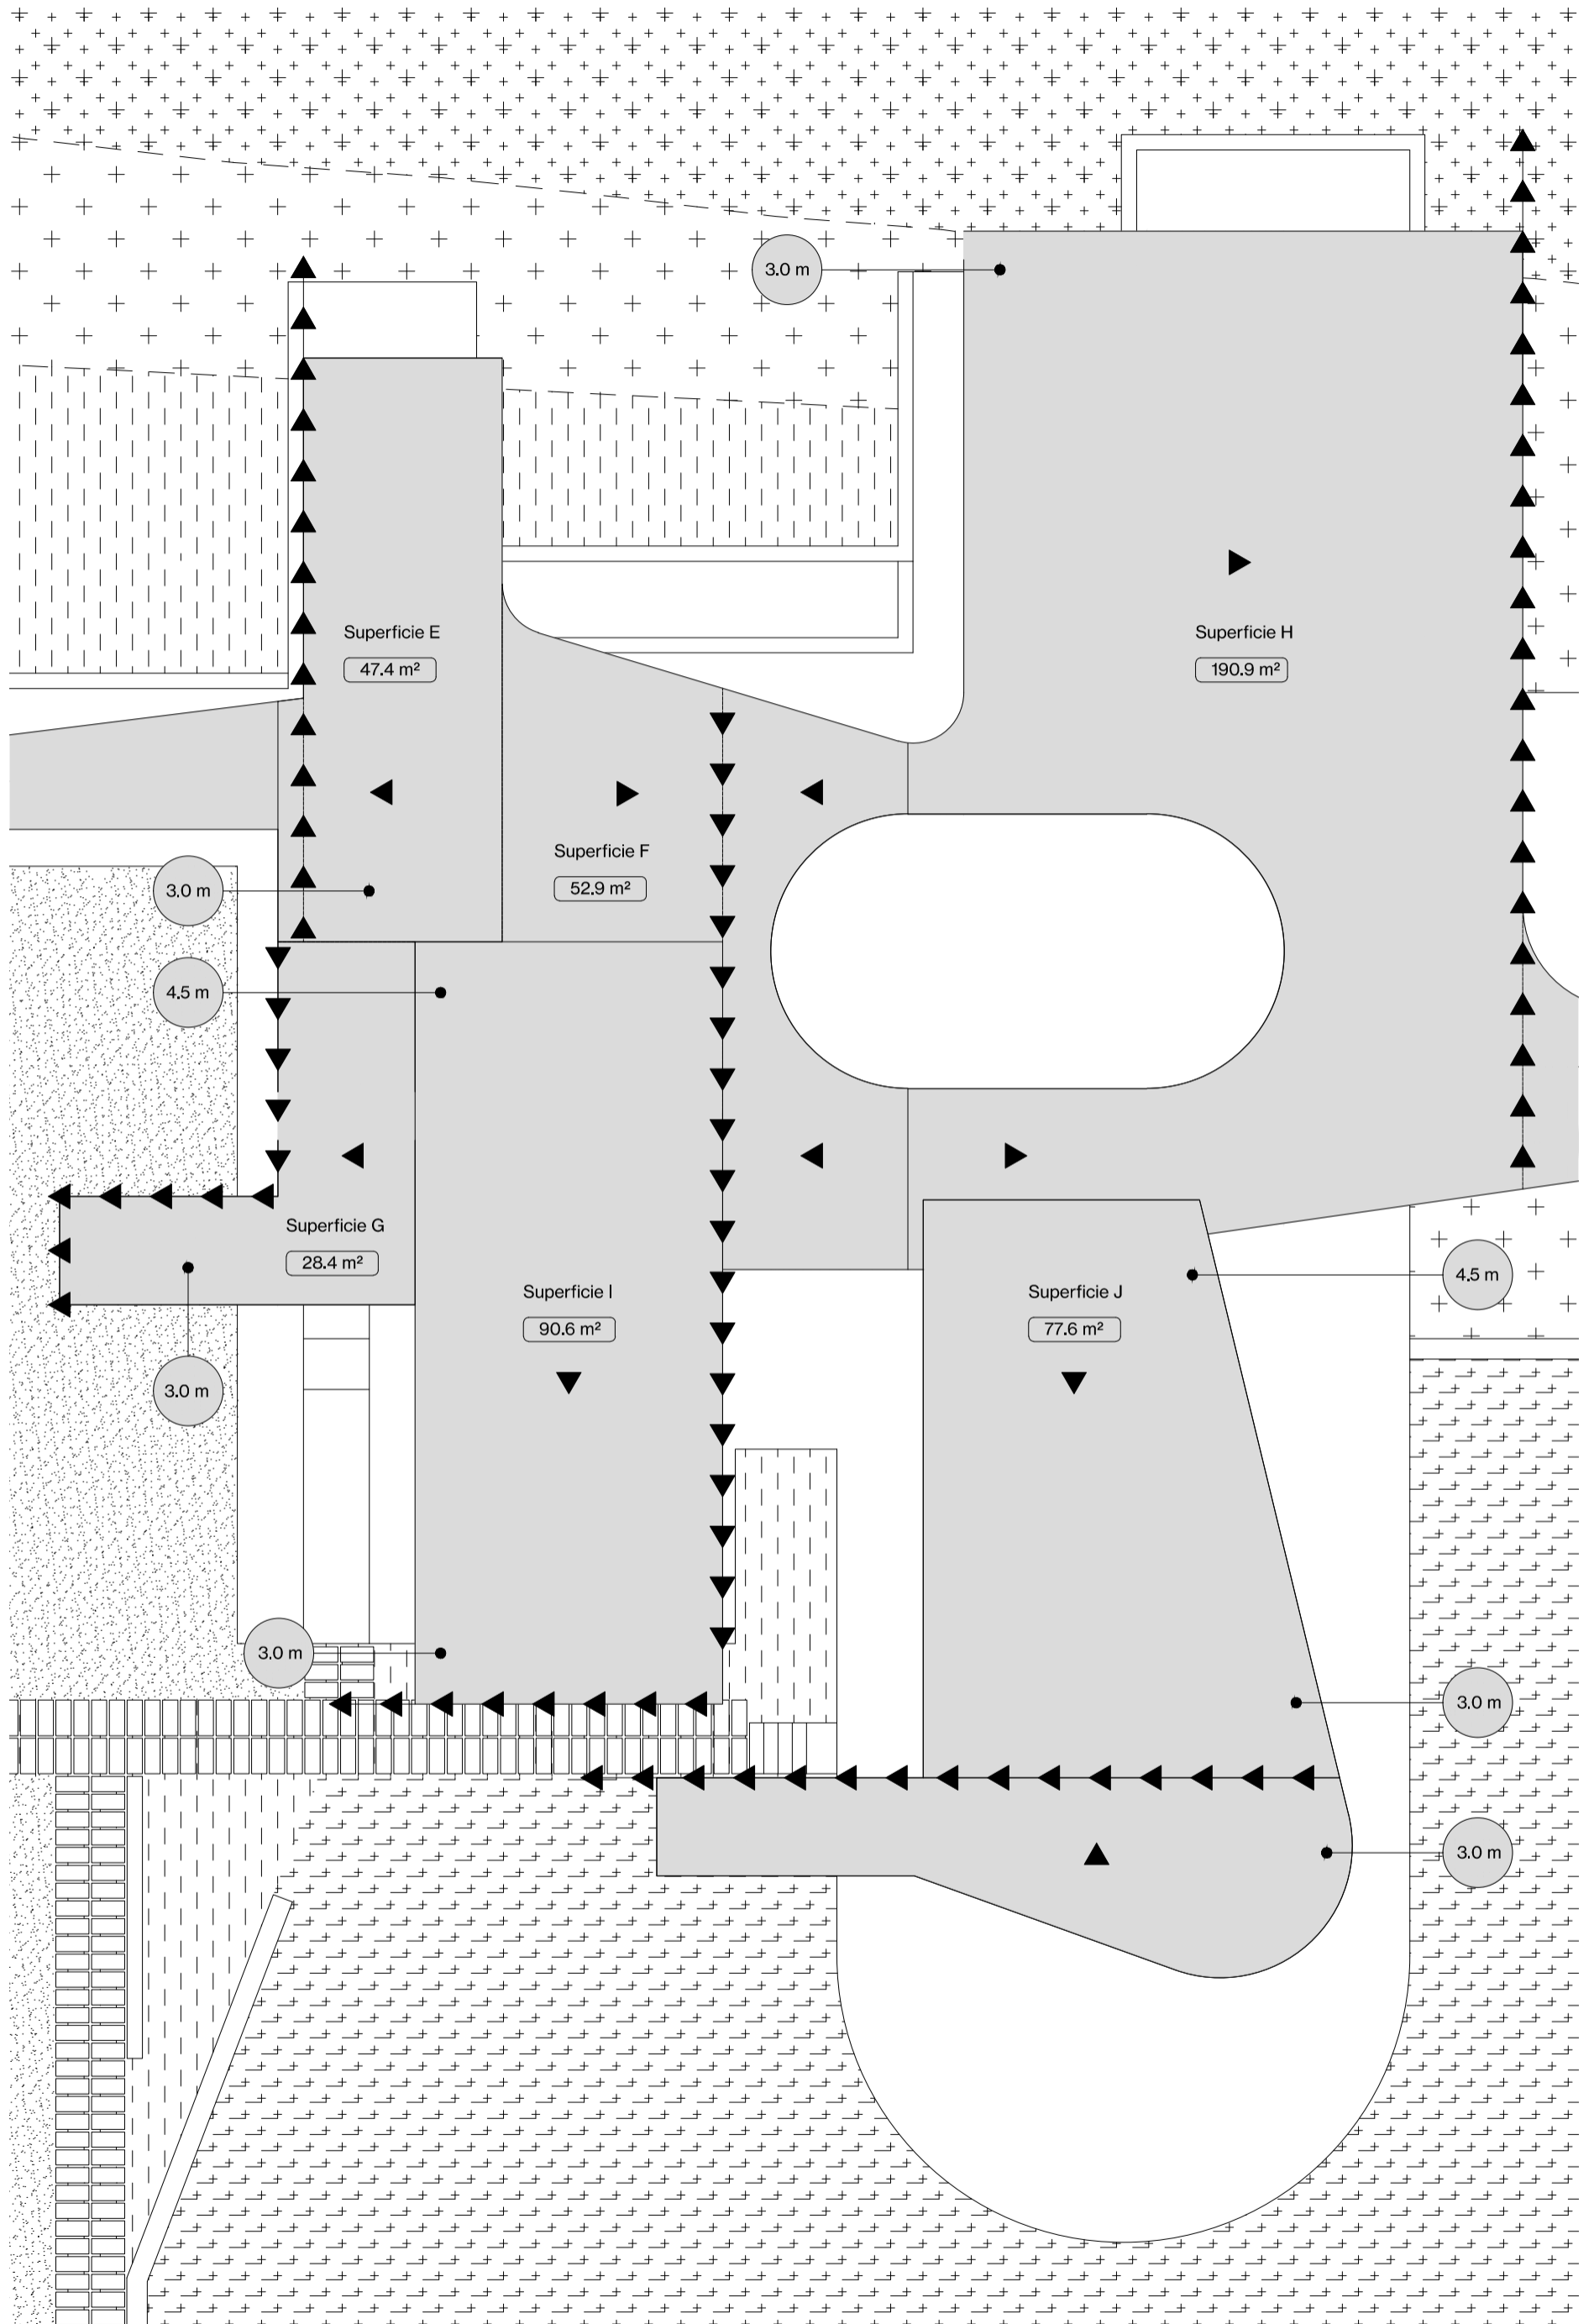 3.0 m
Superficie E
47.4 m²
Superficie H
190.9 m²
Superficie F
52.9 m²
3.0 m
4.5 m
Superficie G
28.4 m²
Superficie I
90.6 m²
Superficie J
77.6 m²
4.5 m
3.0 m
3.0 m
3.0 m
3.0 m